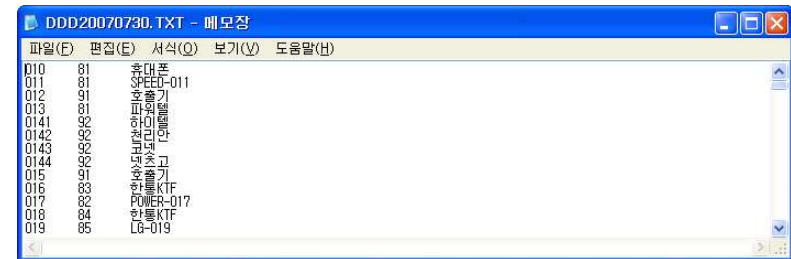 DDD20070730.TXT - 메모장
파일(F) 편집(E) 서식(O) 보기(V) 도움말(H)
010 81 휴대폰
011 81 SPEED-011
012 91 호출기
013 81 파워텔
0141 92 하이텔
0142 92 천리안
0143 92 코넷
0144 92 넷츠고
015 91 호출기
016 83 한통KTF
017 82 POWER-017
018 84 한통KTF
019 85 LG-019